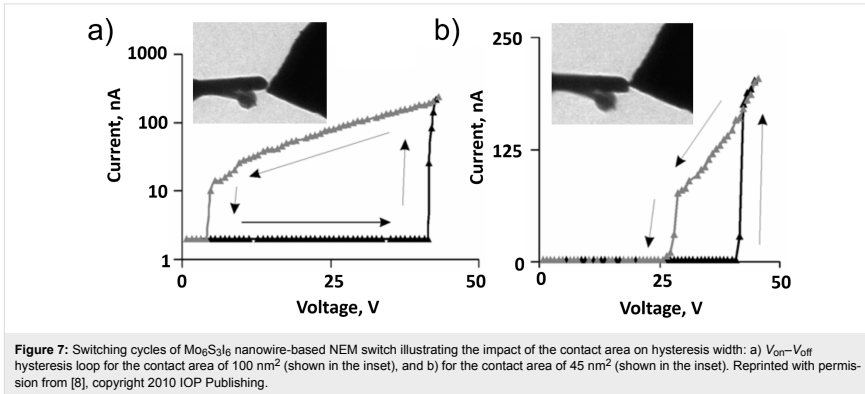 a)
1000
100
10
1
Current, nA
0
25
50
Voltage, V
b)
250
125
0
Current, nA
0
25
50
Voltage, V
Figure 7: Switching cycles of Mo₆S₃I₆ nanowire-based NEM switch illustrating the impact of the contact area on hysteresis width: a) Vₒₙ–Vₒff
hysteresis loop for the contact area of 100 nm² (shown in the inset), and b) for the contact area of 45 nm² (shown in the inset). Reprinted with permis-
sion from [8], copyright 2010 IOP Publishing.